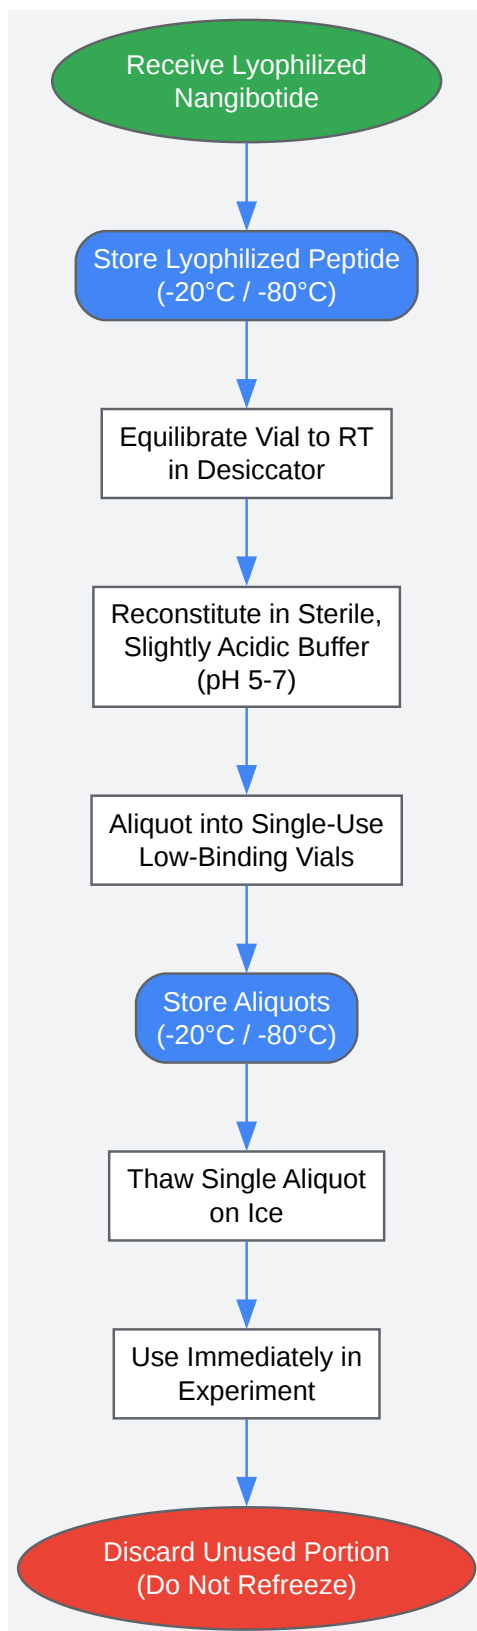 Receive Lyophilized
Nangibotide
Store Lyophilized Peptide
(-20°C / -80°C)
Equilibrate Vial to RT
in Desiccator
Reconstitute in Sterile,
Slightly Acidic Buffer
(pH 5-7)
Aliquot into Single-Use
Low-Binding Vials
Store Aliquots
(-20°C / -80°C)
Thaw Single Aliquot
on Ice
Use Immediately in
Experiment
Discard Unused Portion
(Do Not Refreeze)